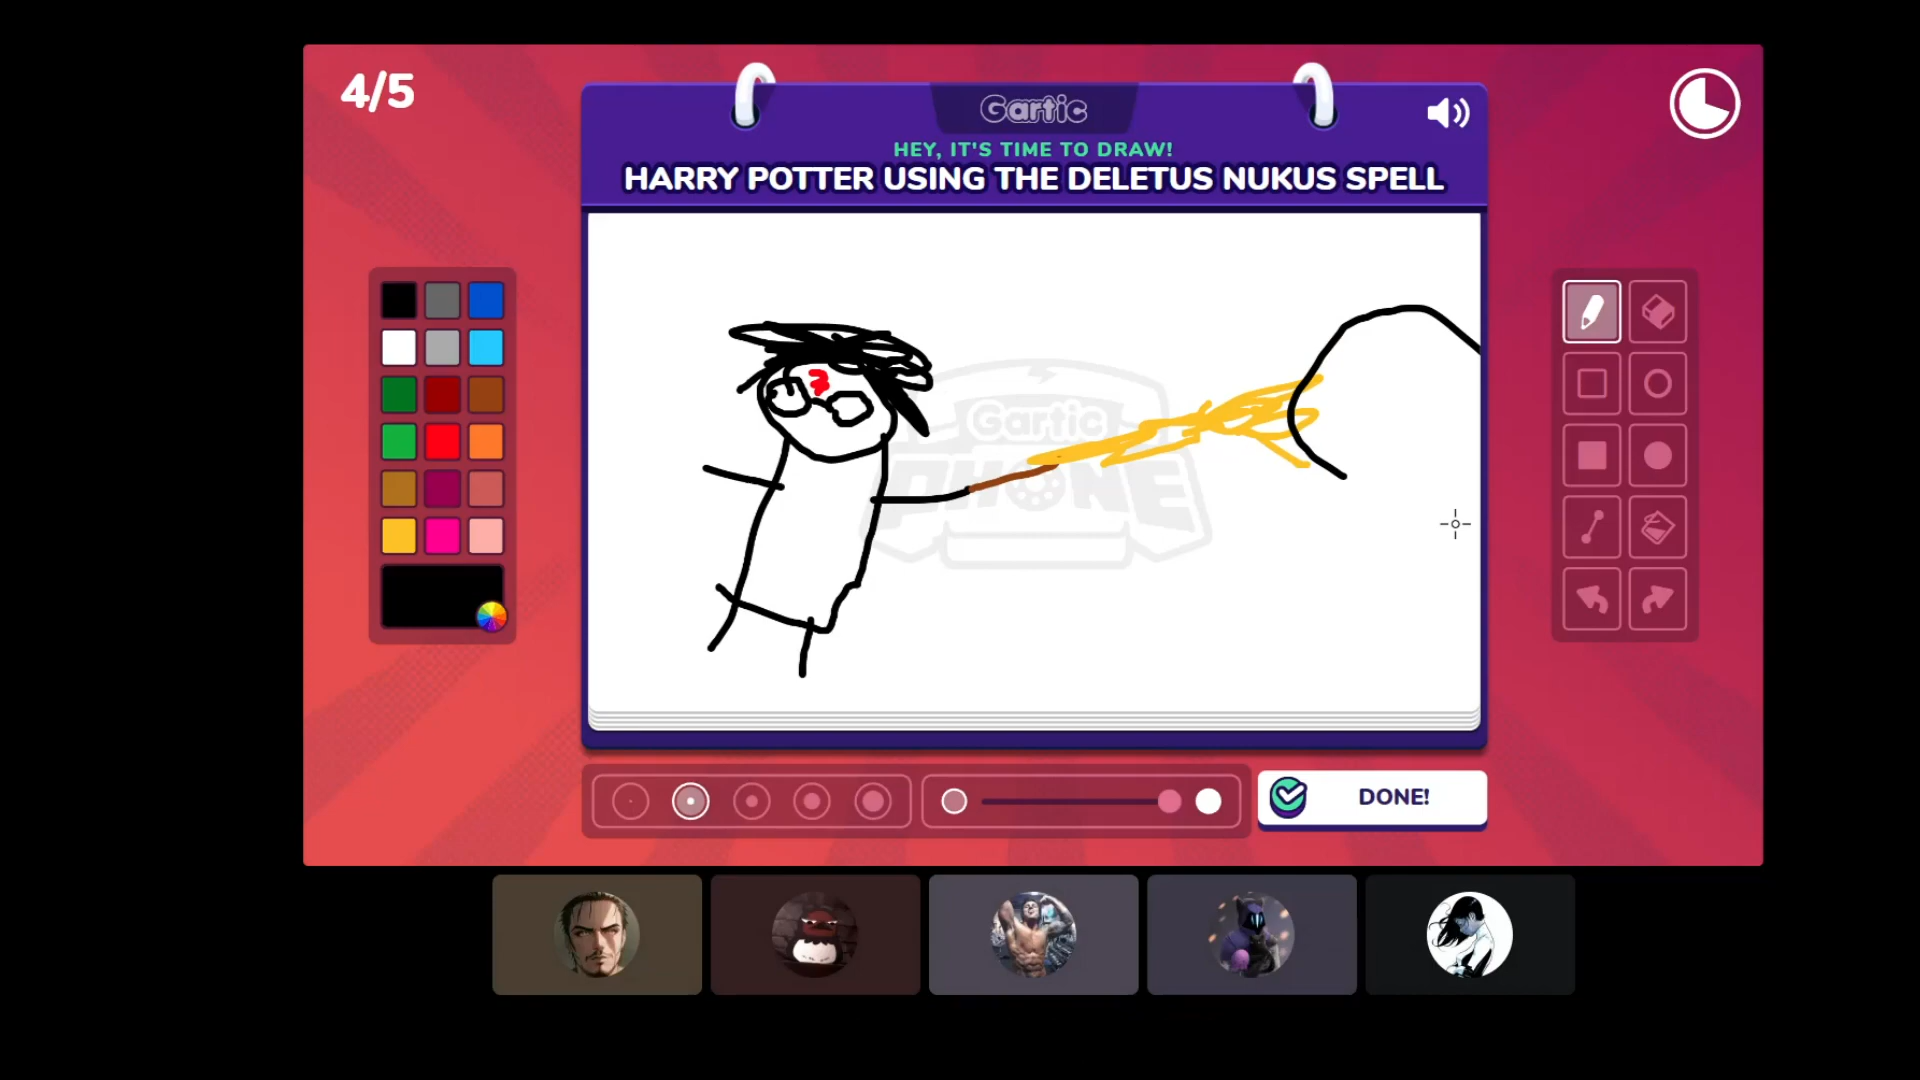 4/5
Gartic
HEY, IT'S TIME TO DRAW!
HARRY POTTER USING THE DELETUS NUKUS SPELL
Gartic
PHONE
DONE!